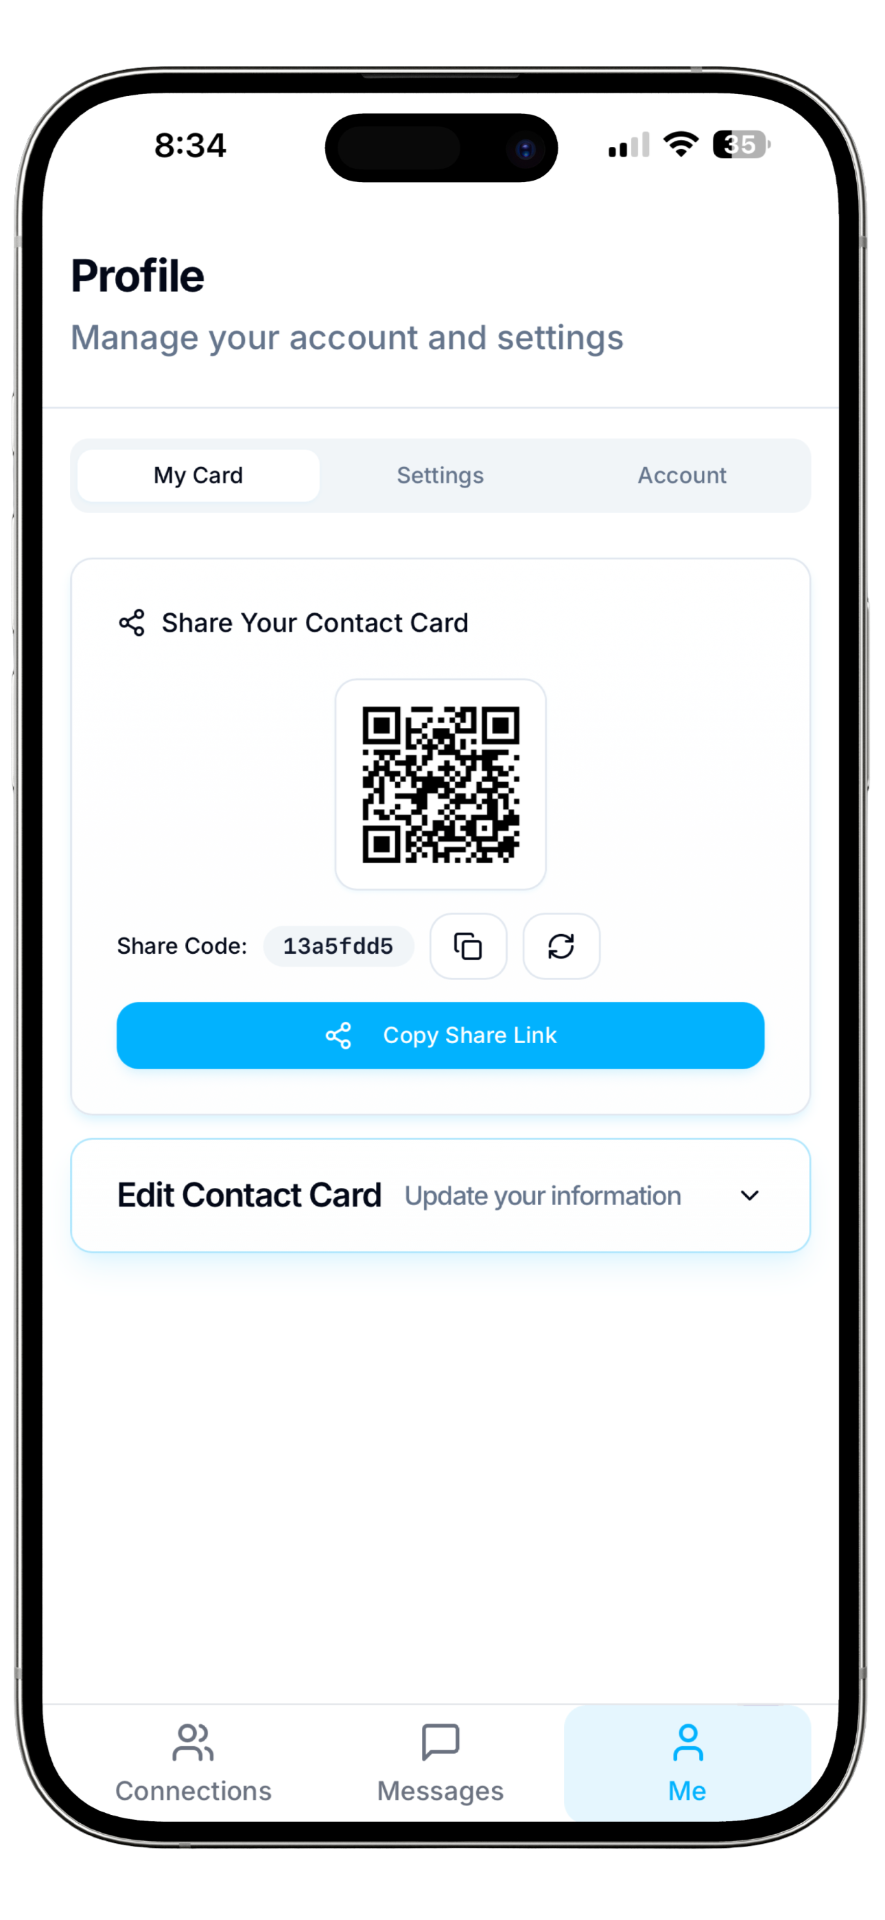 8:34
35
Profile
Manage your account and settings
My Card Settings Account
Share Your Contact Card
Share Code: 13a5fdd5
Copy Share Link
Edit Contact Card Update your information
Connections Messages Me